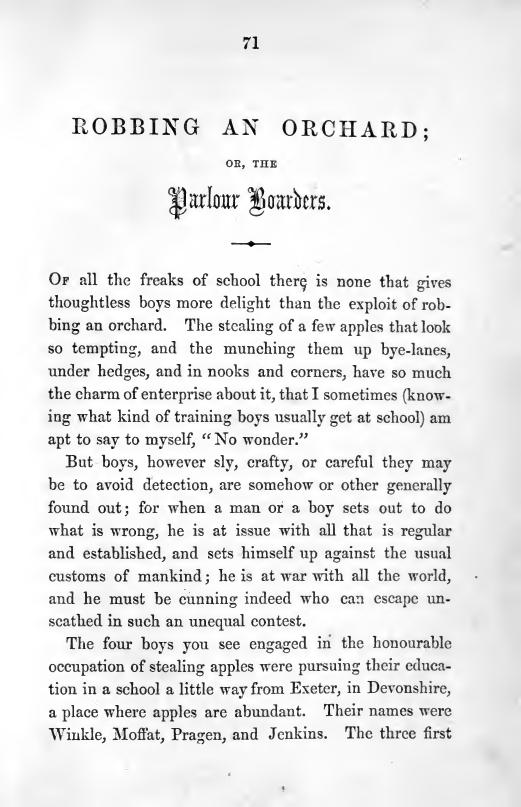 71
ROBBING AN ORCHARD;
OR, THE
Parlour Boarders.
OF all the freaks of school there is none that gives
thoughtless boys more delight than the exploit of rob-
bing an orchard. The stealing of a few apples that look
so tempting, and the munching them up bye-lanes,
under hedges, and in nooks and corners, have so much
the charm of enterprise about it, that I sometimes (know-
ing what kind of training boys usually get at school) am
apt to say to myself, “No wonder.”
But boys, however sly, crafty, or careful they may
be to avoid detection, are somehow or other generally
found out; for when a man or a boy sets out to do
what is wrong, he is at issue with all that is regular
and established, and sets himself up against the usual
customs of mankind; he is at war with all the world,
and he must be cunning indeed who can escape un-
scathed in such an unequal contest.
The four boys you see engaged in the honourable
occupation of stealing apples were pursuing their educa-
tion in a school a little way from Exeter, in Devonshire,
a place where apples are abundant. Their names were
Winkle, Moffat, Pragen, and Jenkins. The three first